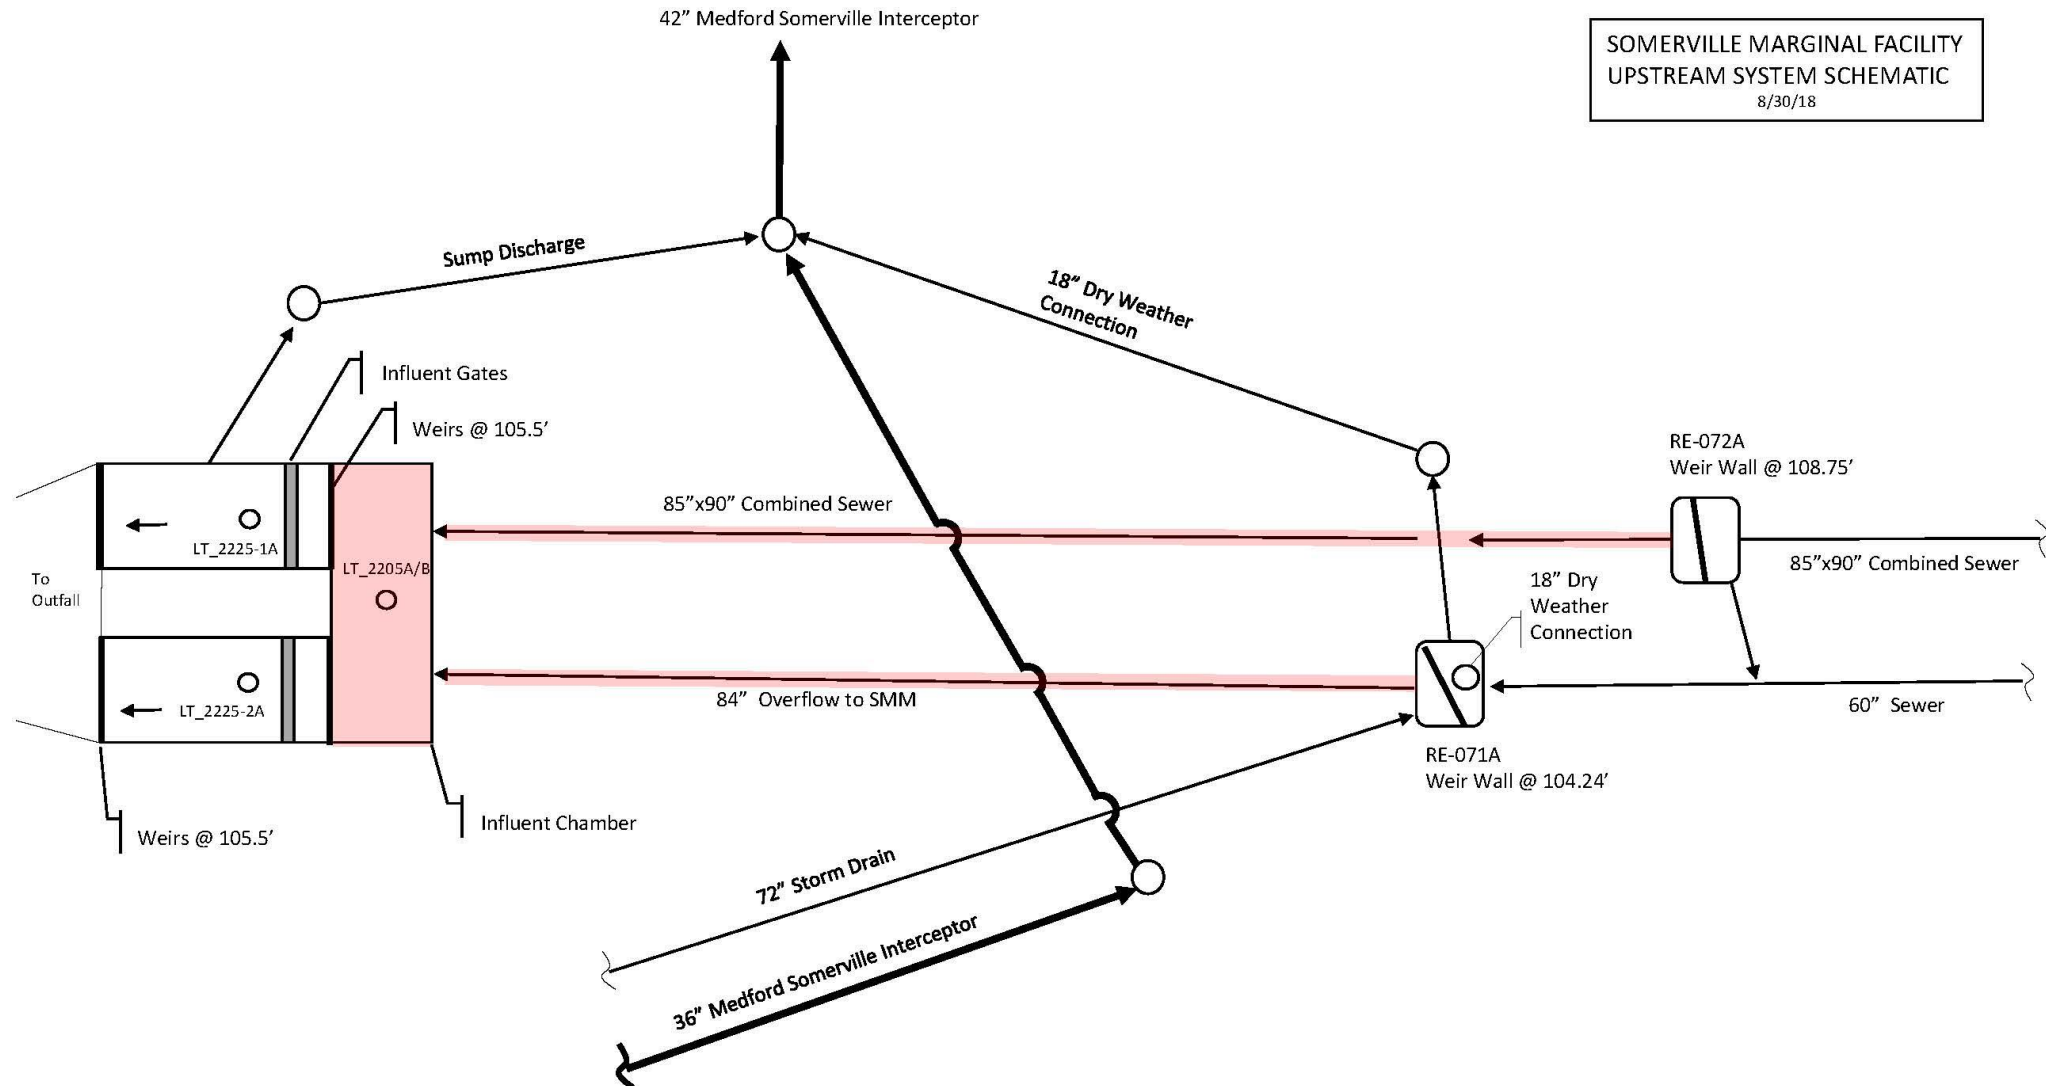 42” Medford Somerville Interceptor
SOMERVILLE MARGINAL FACILITY
UPSTREAM SYSTEM SCHEMATIC
8/30/18
Sump Discharge
18” Dry Weather
Connection
Influent Gates
Weirs @ 105.5’
RE-072A
Weir Wall @ 108.75’
85”x90” Combined Sewer
LT_2225-1A
LT_2205A/B
85”x90” Combined Sewer
To
Outfall
18” Dry
Weather
Connection
84” Overflow to SMM
LT_2225-2A
60” Sewer
RE-071A
Weir Wall @ 104.24’
Influent Chamber
Weirs @ 105.5’
72” Storm Drain
36” Medford Somerville Interceptor